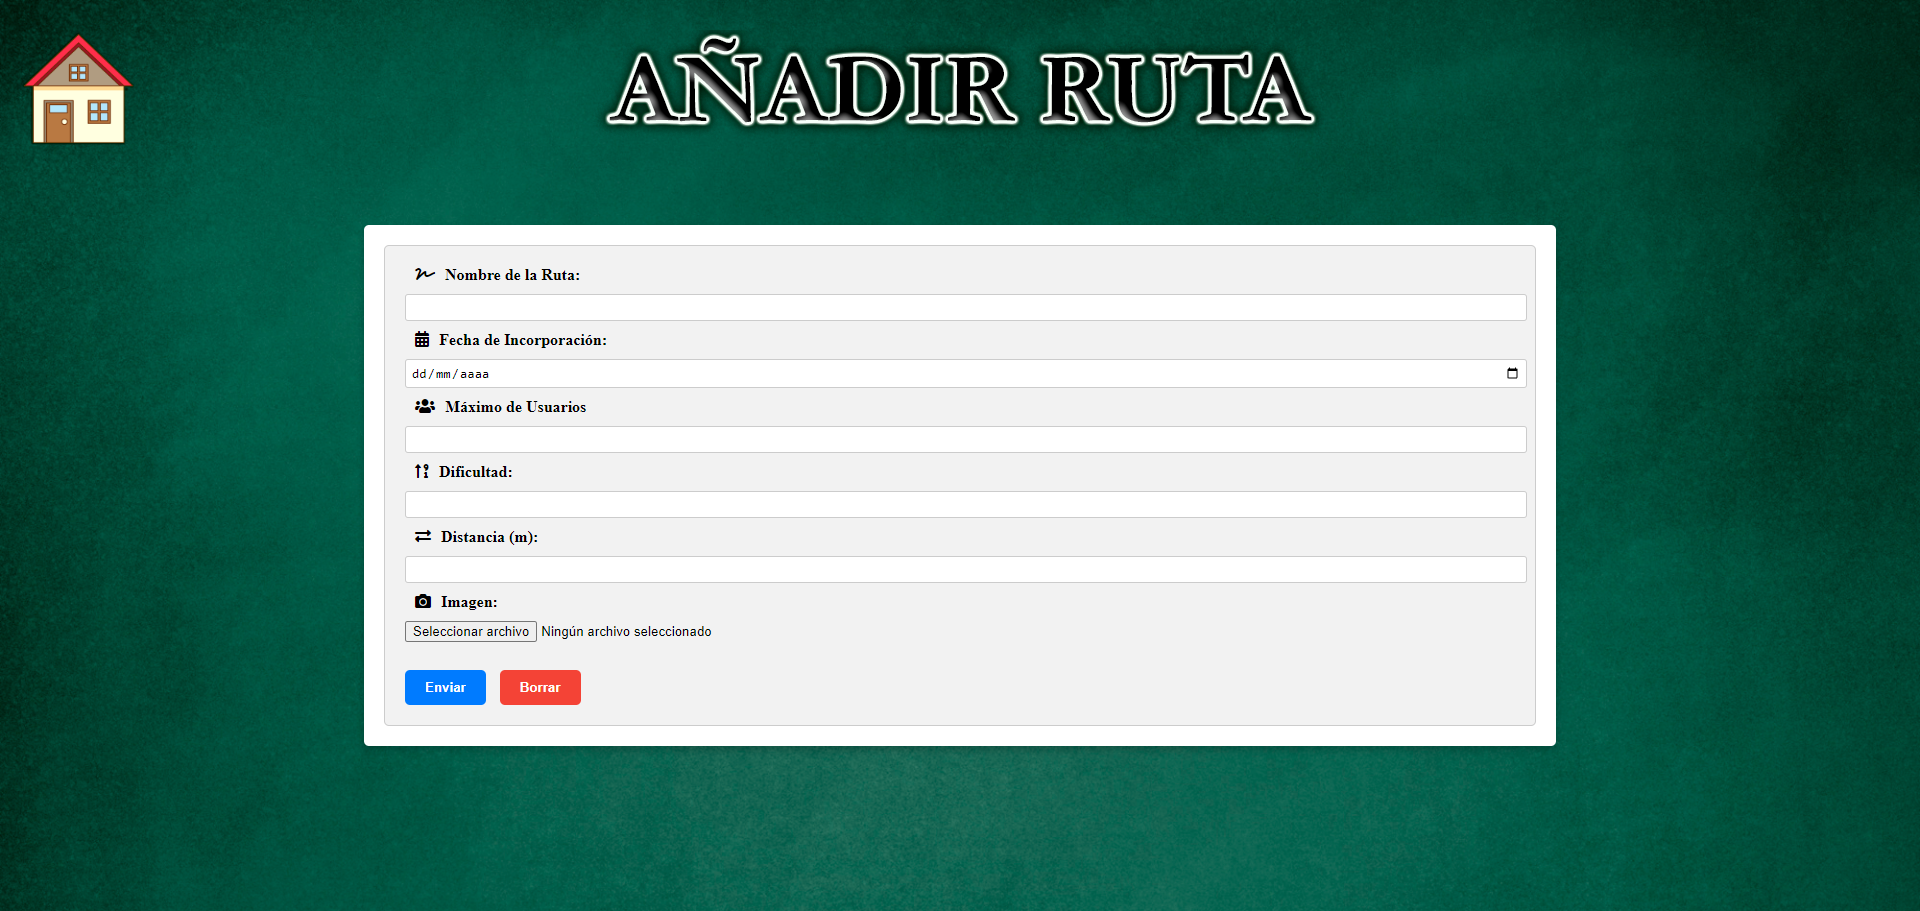 AÑADIR RUTA
Nombre de la Ruta:
Fecha de Incorporación:
dd/mm/aaaa
Máximo de Usuarios
Dificultad:
Distancia (m):
Imagen:
Seleccionar archivo Ningún archivo seleccionado
Enviar Borrar